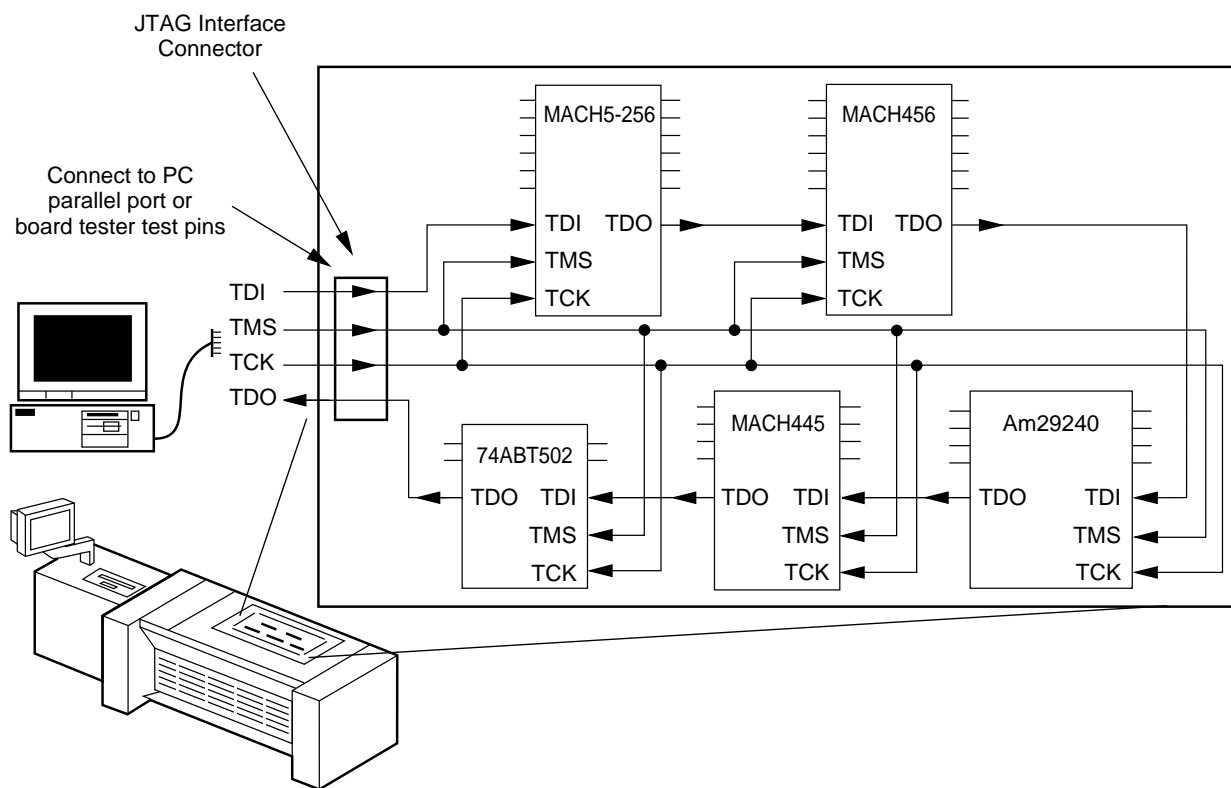 JTAG Interface
Connector
Connect to PC
parallel port or
board tester test pins
TDI
TMS
TCK
TDO
MACH5-256
TDI TDO
TMS
TCK
MACH456
TDI TDO
TMS
TCK
74ABT502
TDO TDI
TMS
TCK
MACH445
TDO TDI
TMS
TCK
Am29240
TDO TDI
TMS
TCK